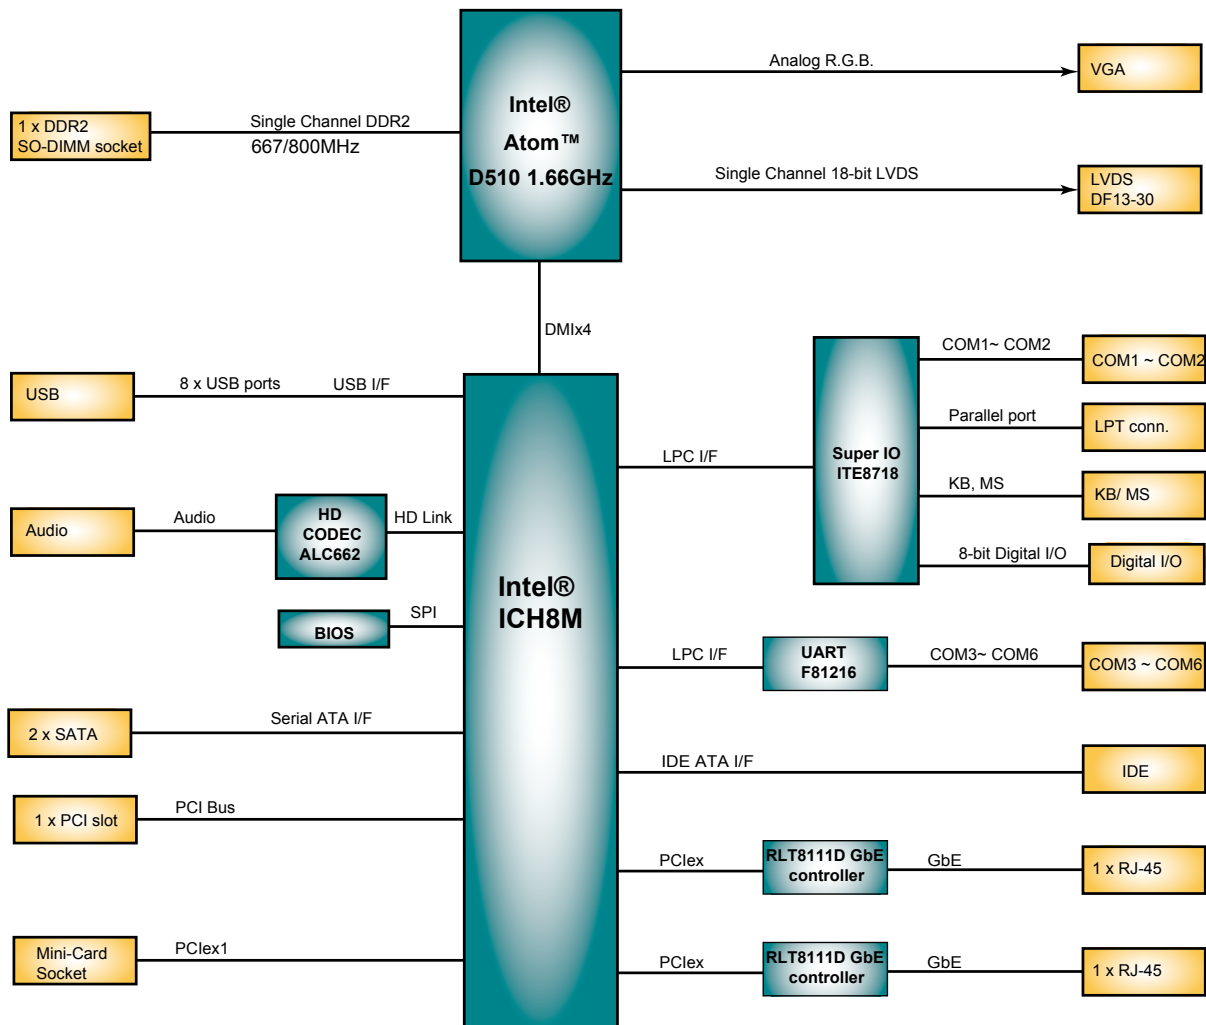 Intel®
Atom™
D510 1.66GHz
Analog R.G.B.
VGA
1 x DDR2
SO-DIMM socket
Single Channel DDR2
667/800MHz
Single Channel 18-bit LVDS
LVDS
DF13-30
DMIx4
USB
8 x USB ports
USB I/F
Audio
Audio
HD
CODEC
ALC662
HD Link
BIOS
SPI
2 x SATA
Serial ATA I/F
1 x PCI slot
PCI Bus
Mini-Card
Socket
PCIex1
Intel®
ICH8M
LPC I/F
Super IO
ITE8718
COM1~ COM2
COM1 ~ COM2
Parallel port
LPT conn.
KB, MS
KB/ MS
8-bit Digital I/O
Digital I/O
LPC I/F
UART
F81216
COM3~ COM6
COM3 ~ COM6
IDE ATA I/F
IDE
PCIex
RLT8111D GbE
controller
GbE
1 x RJ-45
PCIex
RLT8111D GbE
controller
GbE
1 x RJ-45